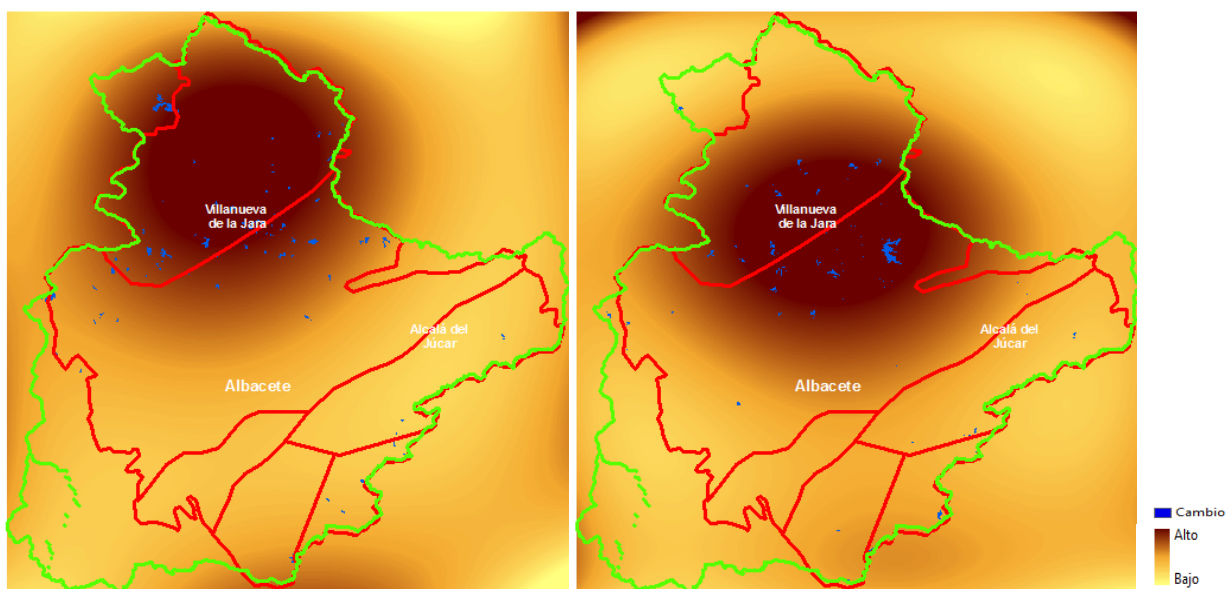 Villanueva
de la Jara
Alcalá del
Júcar
Albacete
Villanueva
de la Jara
Alcalá del
Júcar
Albacete
Cambio
Alto
Bajo